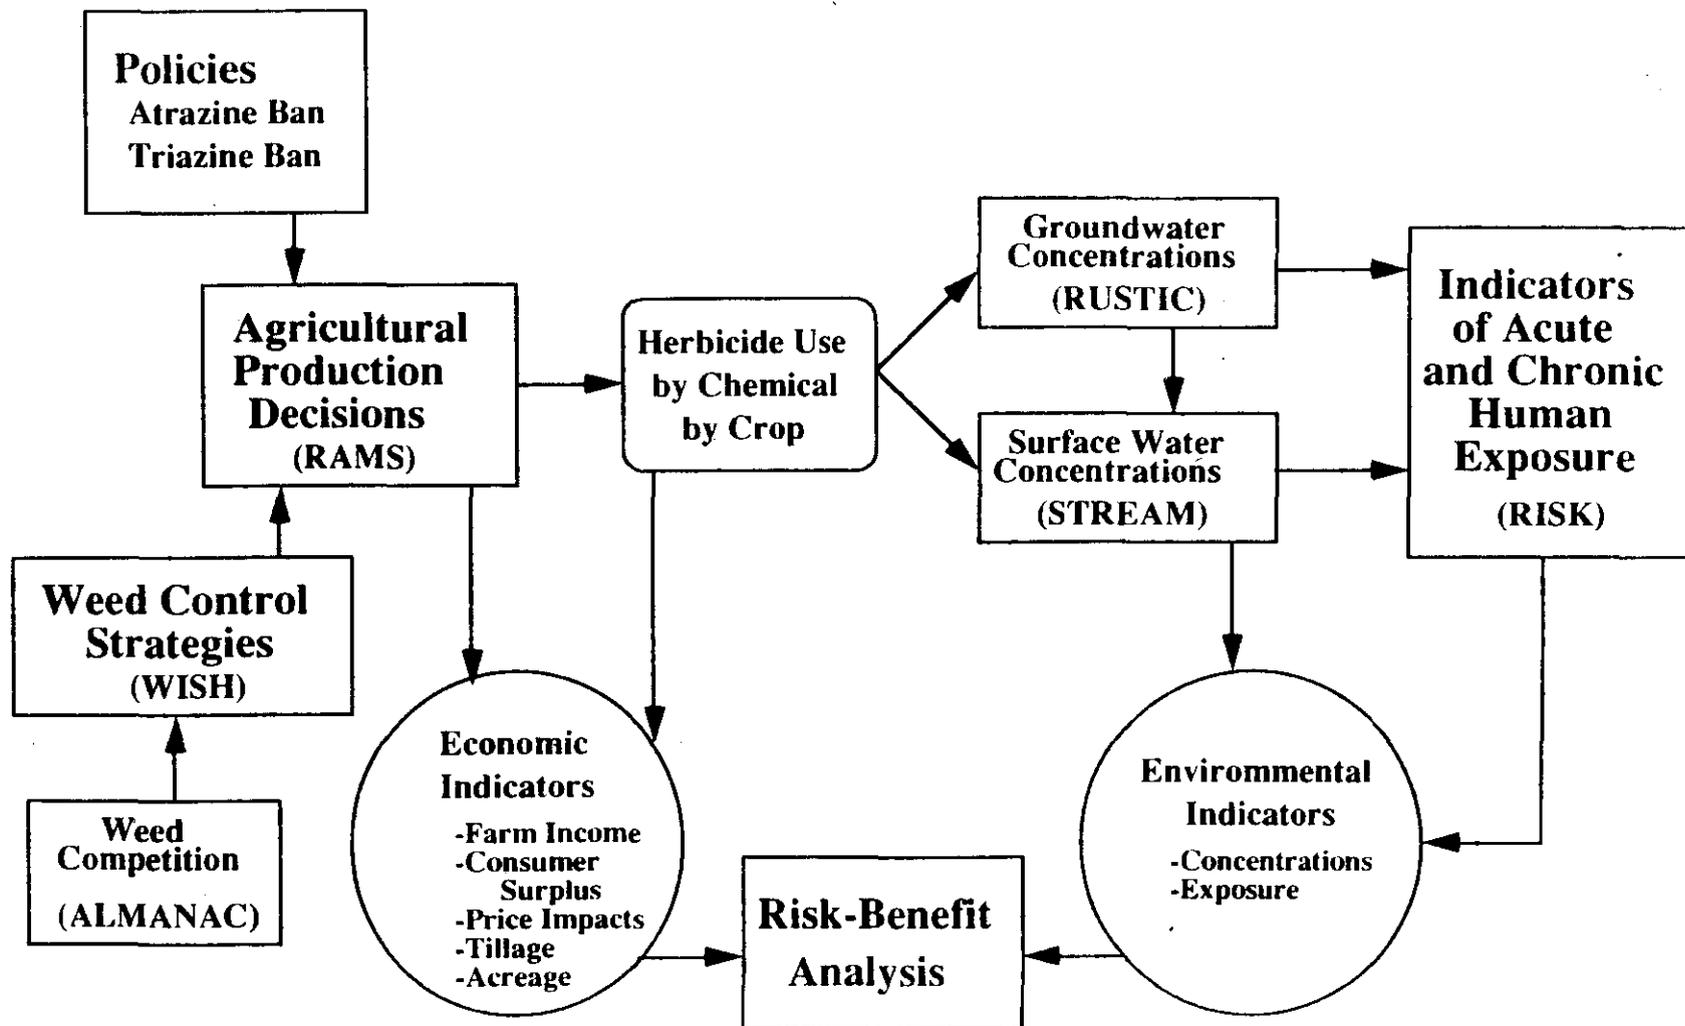 Policies
Atrazine Ban
Triazine Ban
Agricultural
Production
Decisions
(RAMS)
Weed Control
Strategies
(WISH)
Weed
Competition
(ALMANAC)
Herbicide Use
by Chemical
by Crop
Groundwater
Concentrations
(RUSTIC)
Surface Water
Concentrations
(STREAM)
Indicators
of Acute
and Chronic
Human
Exposure
(RISK)
Economic
Indicators
-Farm Income
-Consumer
Surplus
-Price Impacts
-Tillage
-Acreage
Envirommental
Indicators
-Concentrations
-Exposure
Risk-Benefit
Analysis